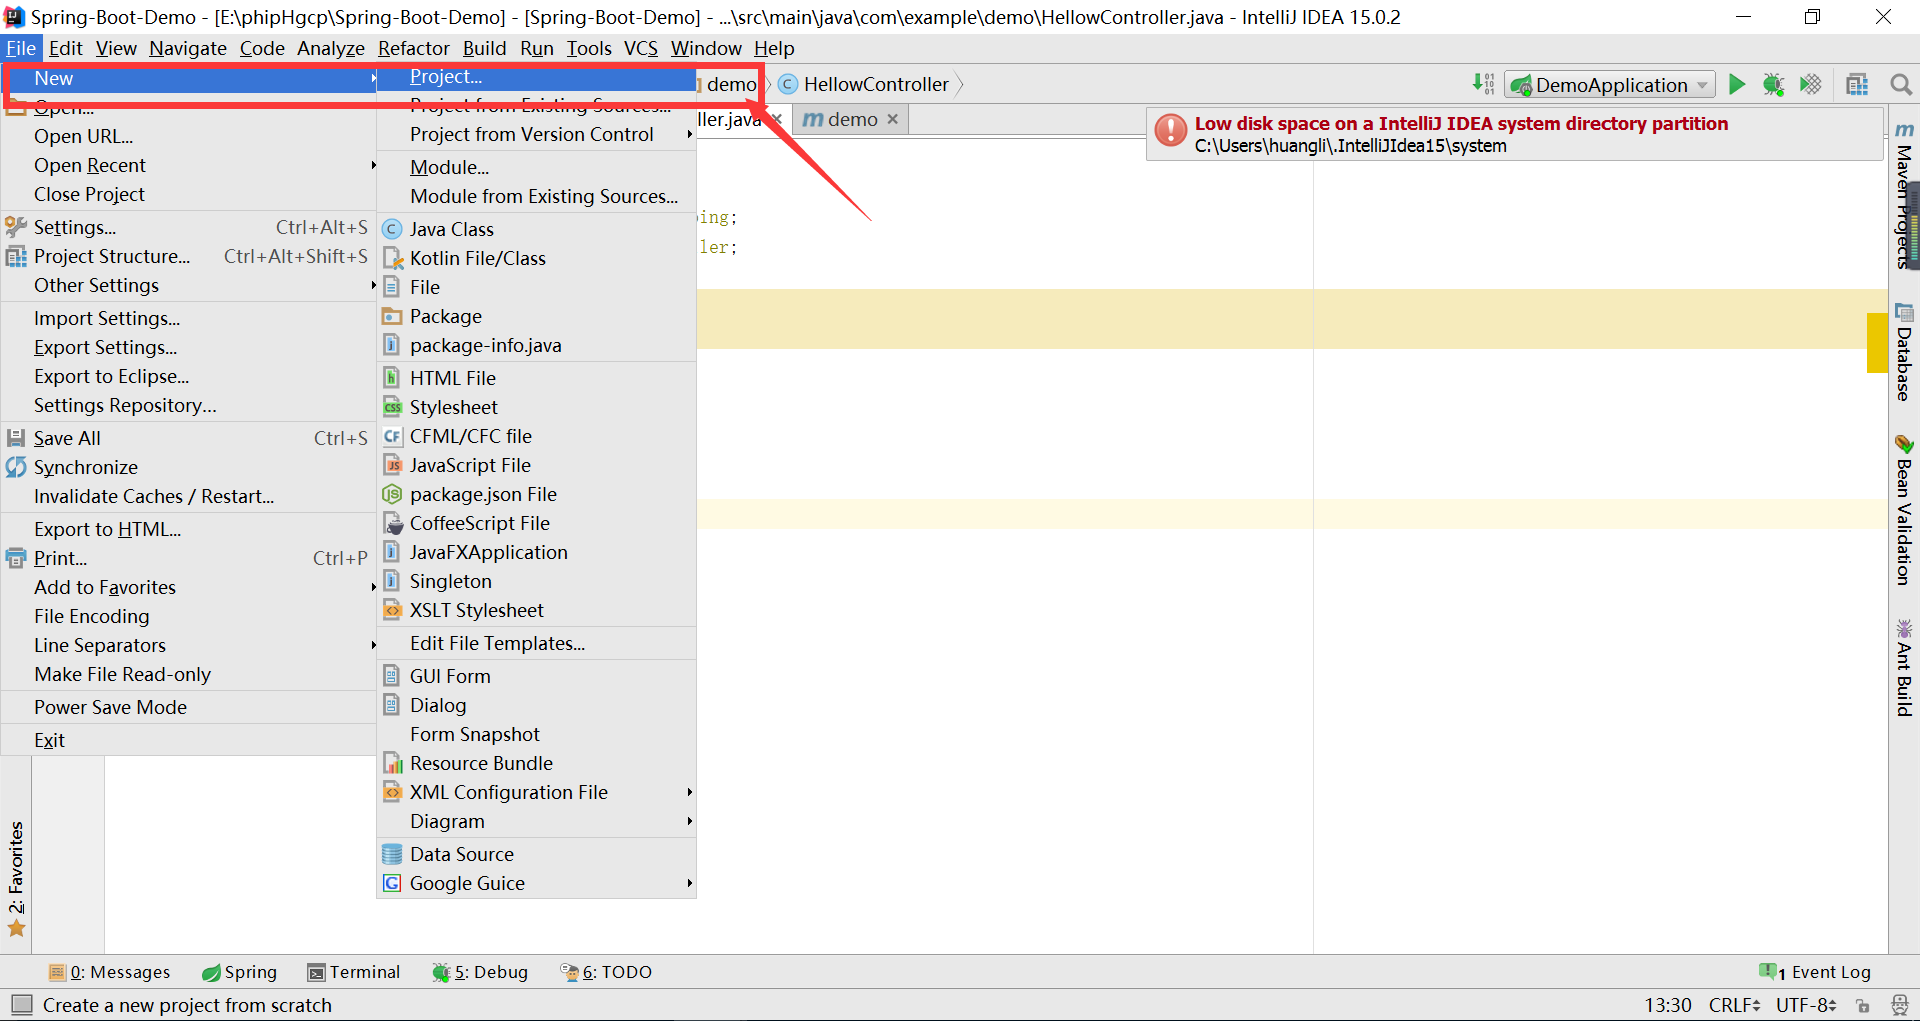 Spring-Boot-Demo - [E:\phipHgcp\Spring-Boot-Demo] - [Spring-Boot-Demo] - ...\src\main\java\com\example\demo\HellowController.java - IntelliJ IDEA 15.0.2
File Edit View Navigate Code Analyze Refactor Build Run Tools VCS Window Help
New
Project...
demo
HellowController
DemoApplication
Open...
Project from Existing Sources...
ller.java
demo
Low disk space on a IntelliJ IDEA system directory partition
C:\Users\huangli\.IntelliJIdea15\system
Open URL...
Open Recent
Close Project
Settings... Ctrl+Alt+S
Project Structure... Ctrl+Alt+Shift+S
Other Settings
Import Settings...
Export Settings...
Export to Eclipse...
Settings Repository...
Save All Ctrl+S
Synchronize
Invalidate Caches / Restart...
Export to HTML...
Print... Ctrl+P
Add to Favorites
File Encoding
Line Separators
Make File Read-only
Power Save Mode
Exit
Project from Version Control
Module...
Module from Existing Sources...
Java Class
Kotlin File/Class
File
Package
package-info.java
HTML File
Stylesheet
CFML/CFC file
JavaScript File
package.json File
CoffeeScript File
JavaFXApplication
Singleton
XSLT Stylesheet
Edit File Templates...
GUI Form
Dialog
Form Snapshot
Resource Bundle
XML Configuration File
Diagram
Data Source
Google Guice
ing;
ler;
Maven Projects
Database
Bean Validation
Ant Build
2: Favorites
0: Messages
Spring
Terminal
5: Debug
6: TODO
1 Event Log
Create a new project from scratch
13:30 CRLF UTF-8